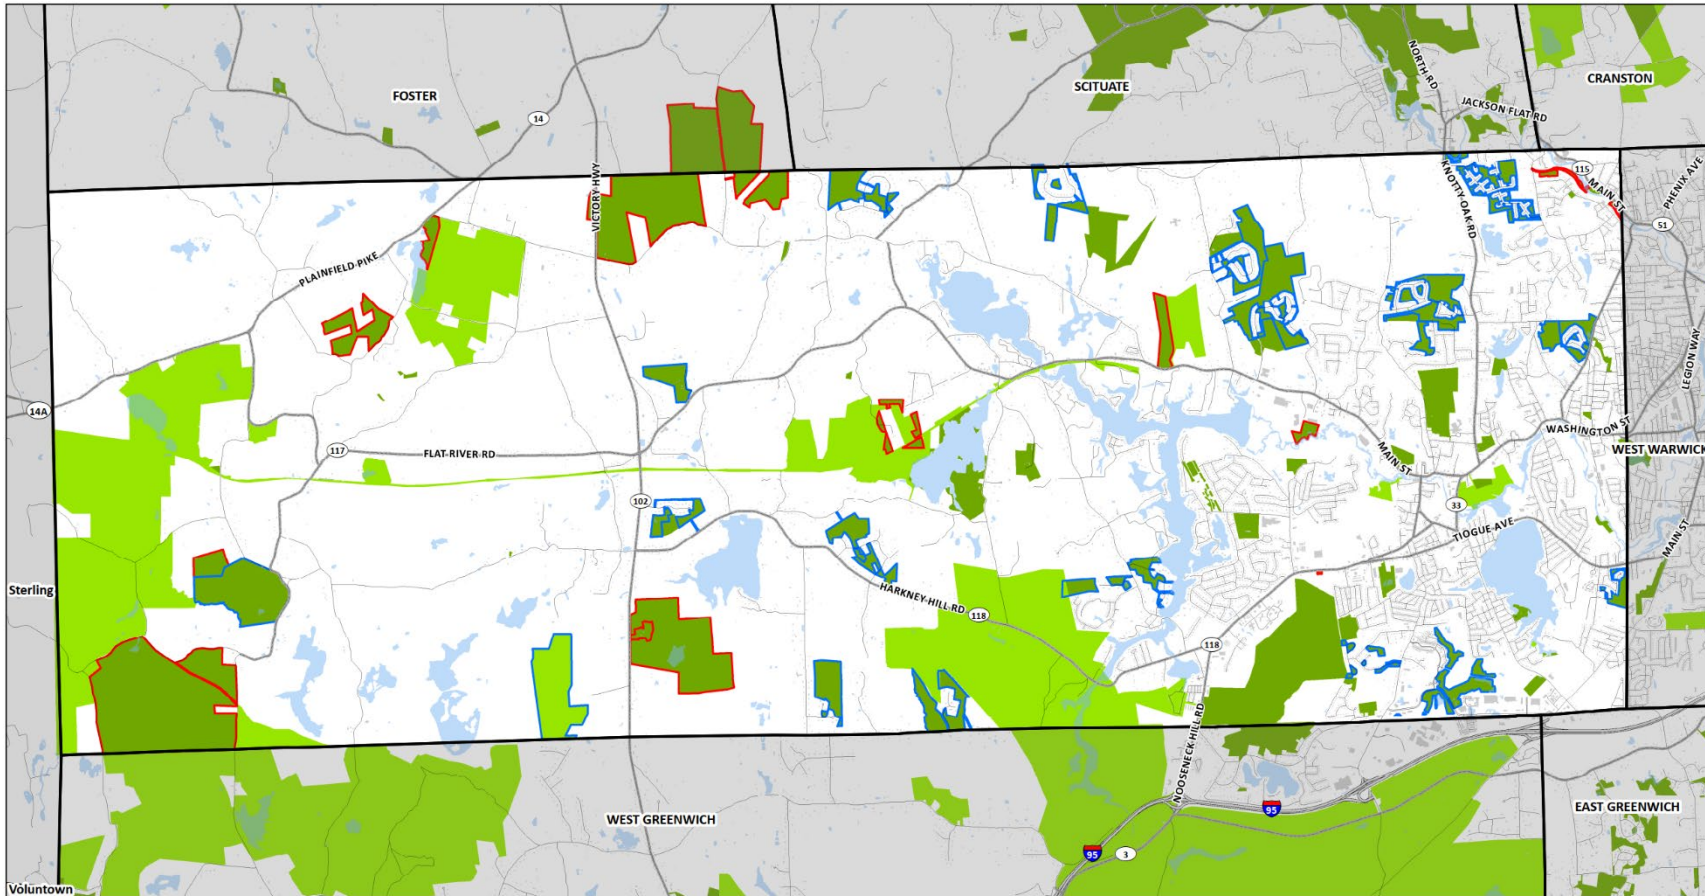 FOSTER
SCITUATE
CRANSTON
NORTH RD
JACKSON FLAT RD
14
115
MAIN ST
PHENIX AVE
VICTORY HWY
KNOTTY OAK RD
51
PLAINFIELD PIKE
LEGION WAY
14A
117
FLAT RIVER RD
WASHINGTON ST
MAIN ST
WEST WARWICK
102
33
TIOGUE AVE
MAIN ST
Sterling
HARKNEY HILL RD
118
118
NOOSENECK HILL RD
WEST GREENWICH
95
EAST GREENWICH
95
3
Voluntown